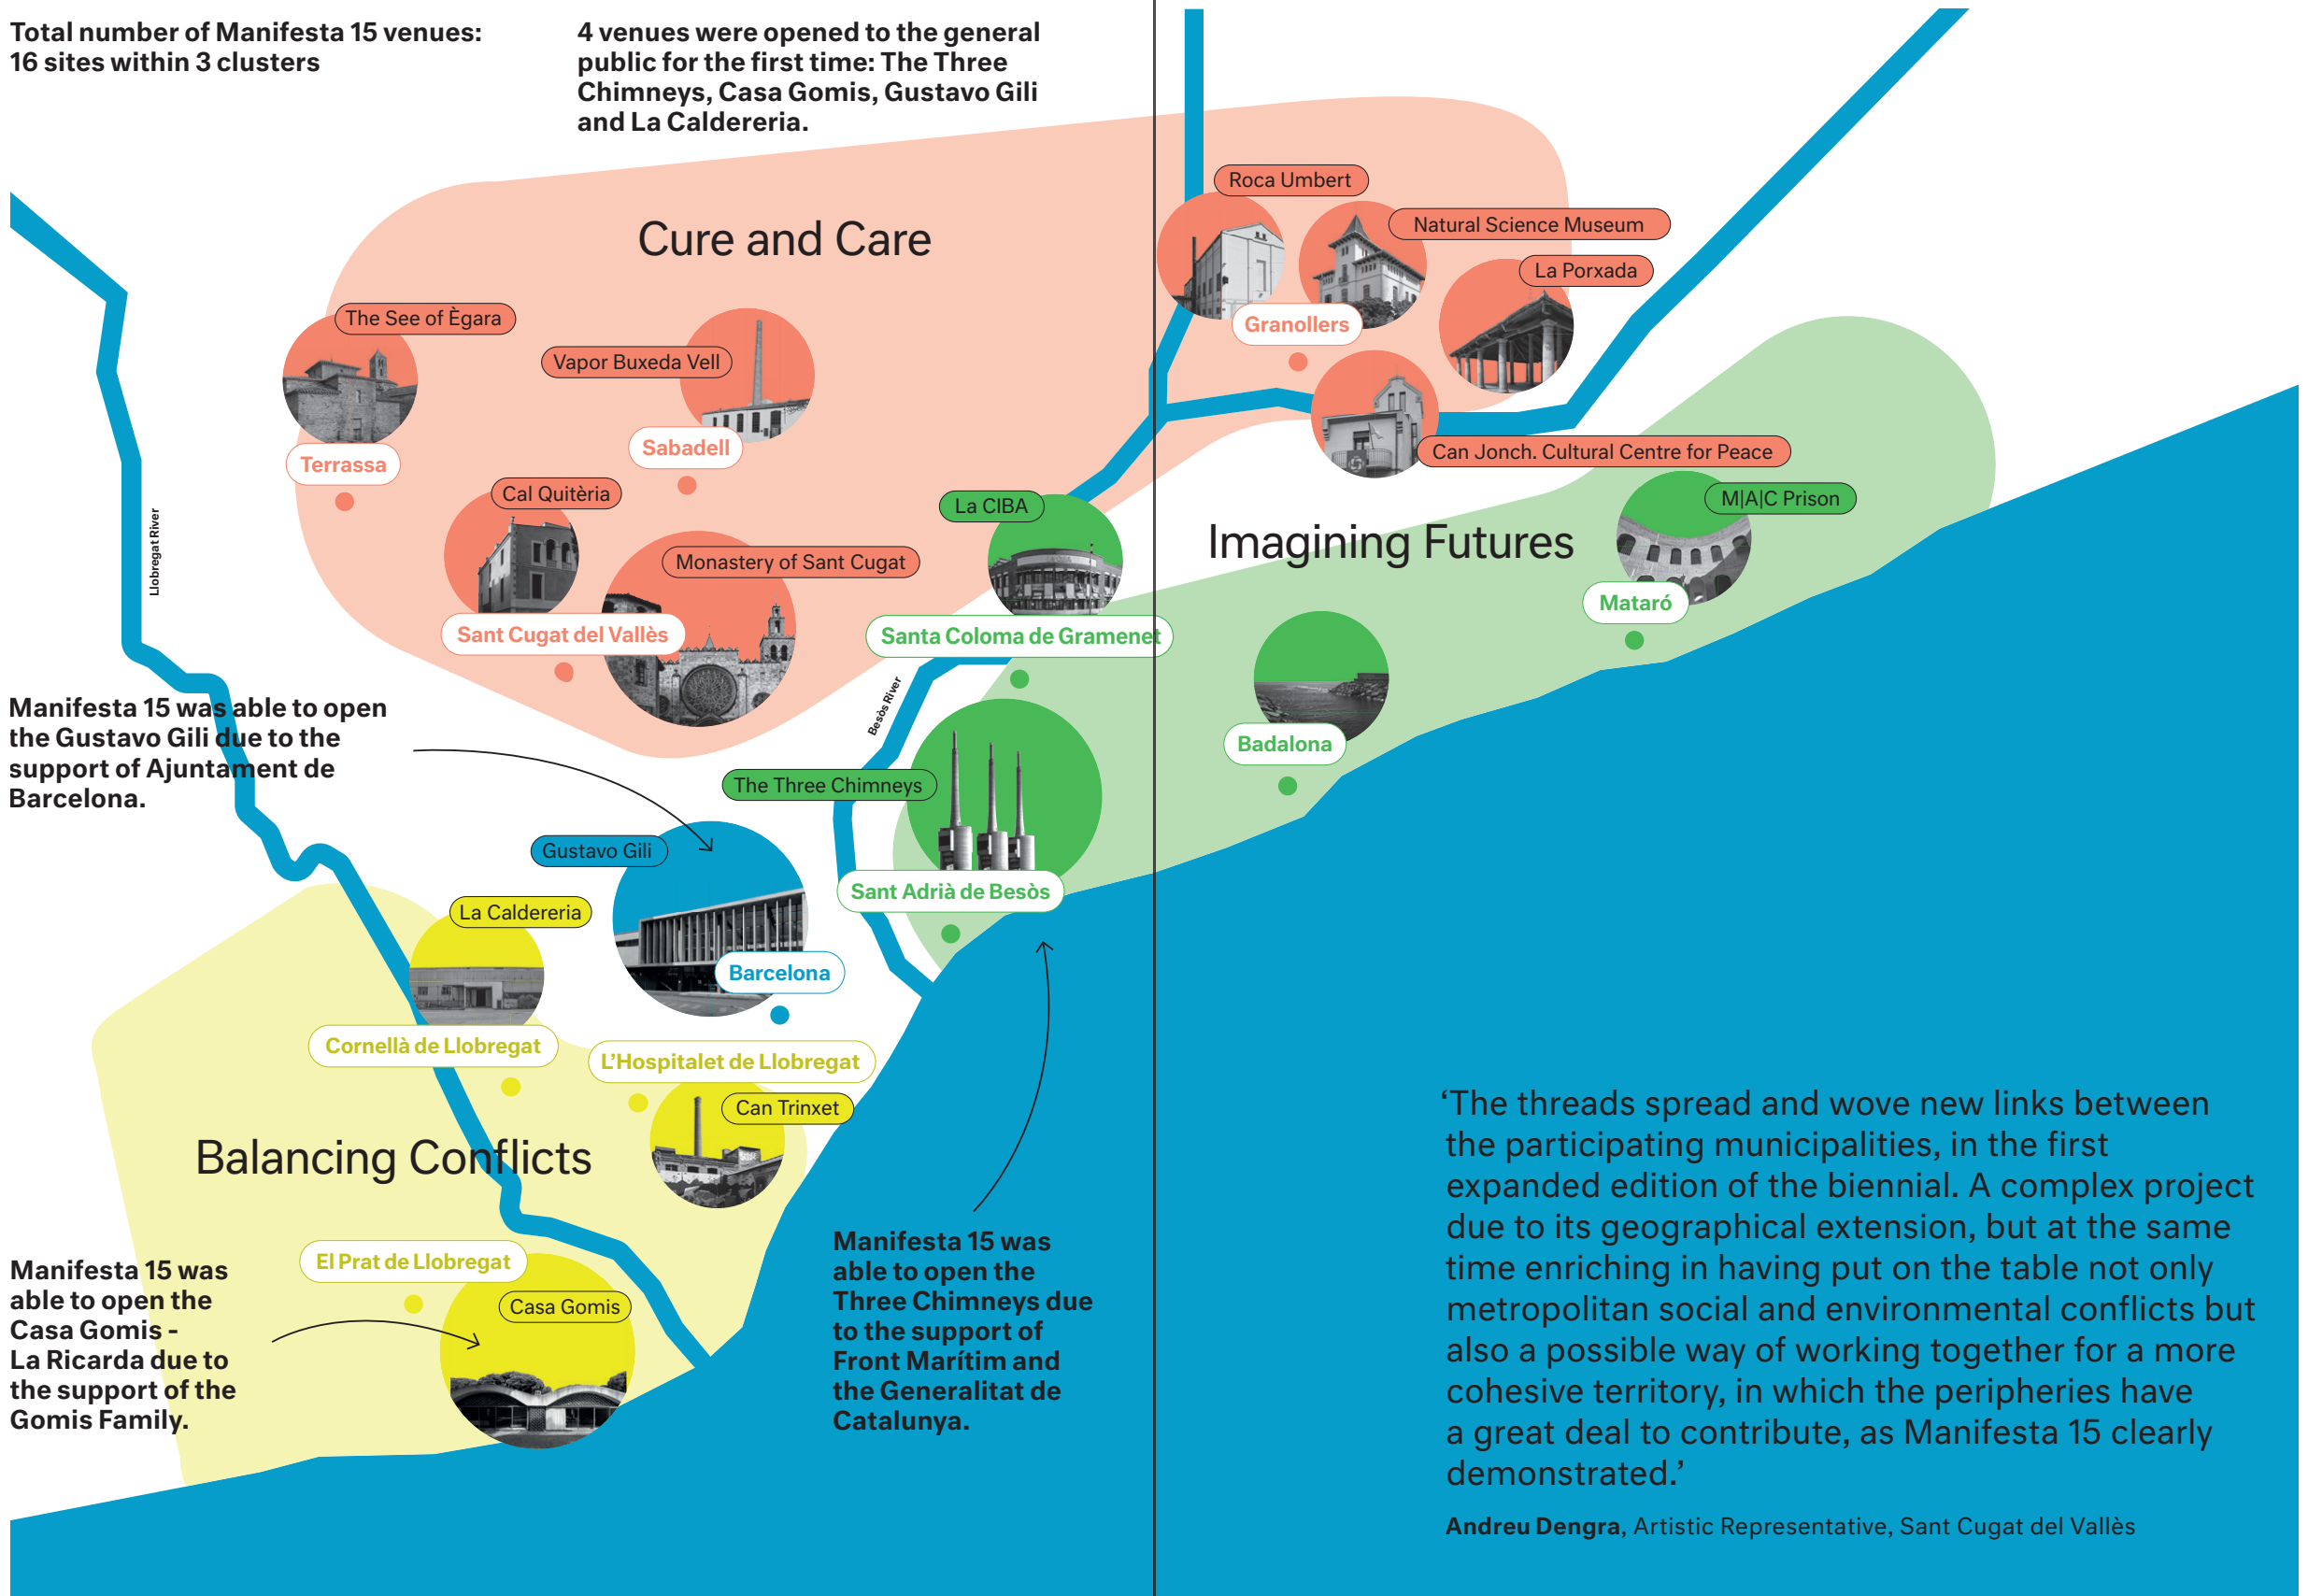 Total number of Manifesta 15 venues:
16 sites within 3 clusters
4 venues were opened to the general
public for the first time: The Three
Chimneys, Casa Gomis, Gustavo Gili
and La Caldereria.
Cure and Care
Roca Umbert
Natural Science Museum
La Porxada
Granollers
Can Jonch. Cultural Centre for Peace
The See of Ègara
Terrassa
Vapor Buxeda Vell
Sabadell
Cal Quitèria
Monastery of Sant Cugat
Sant Cugat del Vallès
Llobregat River
Imagining Futures
La CIBA
Santa Coloma de Gramenet
M|A|C Prison
Mataró
Badalona
Besòs River
The Three Chimneys
Sant Adrià de Besòs
Manifesta 15 was able to open
the Gustavo Gili due to the
support of Ajuntament de
Barcelona.
Gustavo Gili
Barcelona
La Caldereria
Cornellà de Llobregat
L’Hospitalet de Llobregat
Can Trinxet
Balancing Conflicts
El Prat de Llobregat
Casa Gomis
Manifesta 15 was
able to open the
Casa Gomis -
La Ricarda due to
the support of the
Gomis Family.
Manifesta 15 was
able to open the
Three Chimneys due
to the support of
Front Marítim and
the Generalitat de
Catalunya.
‘The threads spread and wove new links between
the participating municipalities, in the first
expanded edition of the biennial. A complex project
due to its geographical extension, but at the same
time enriching in having put on the table not only
metropolitan social and environmental conflicts but
also a possible way of working together for a more
cohesive territory, in which the peripheries have
a great deal to contribute, as Manifesta 15 clearly
demonstrated.’
Andreu Dengra, Artistic Representative, Sant Cugat del Vallès